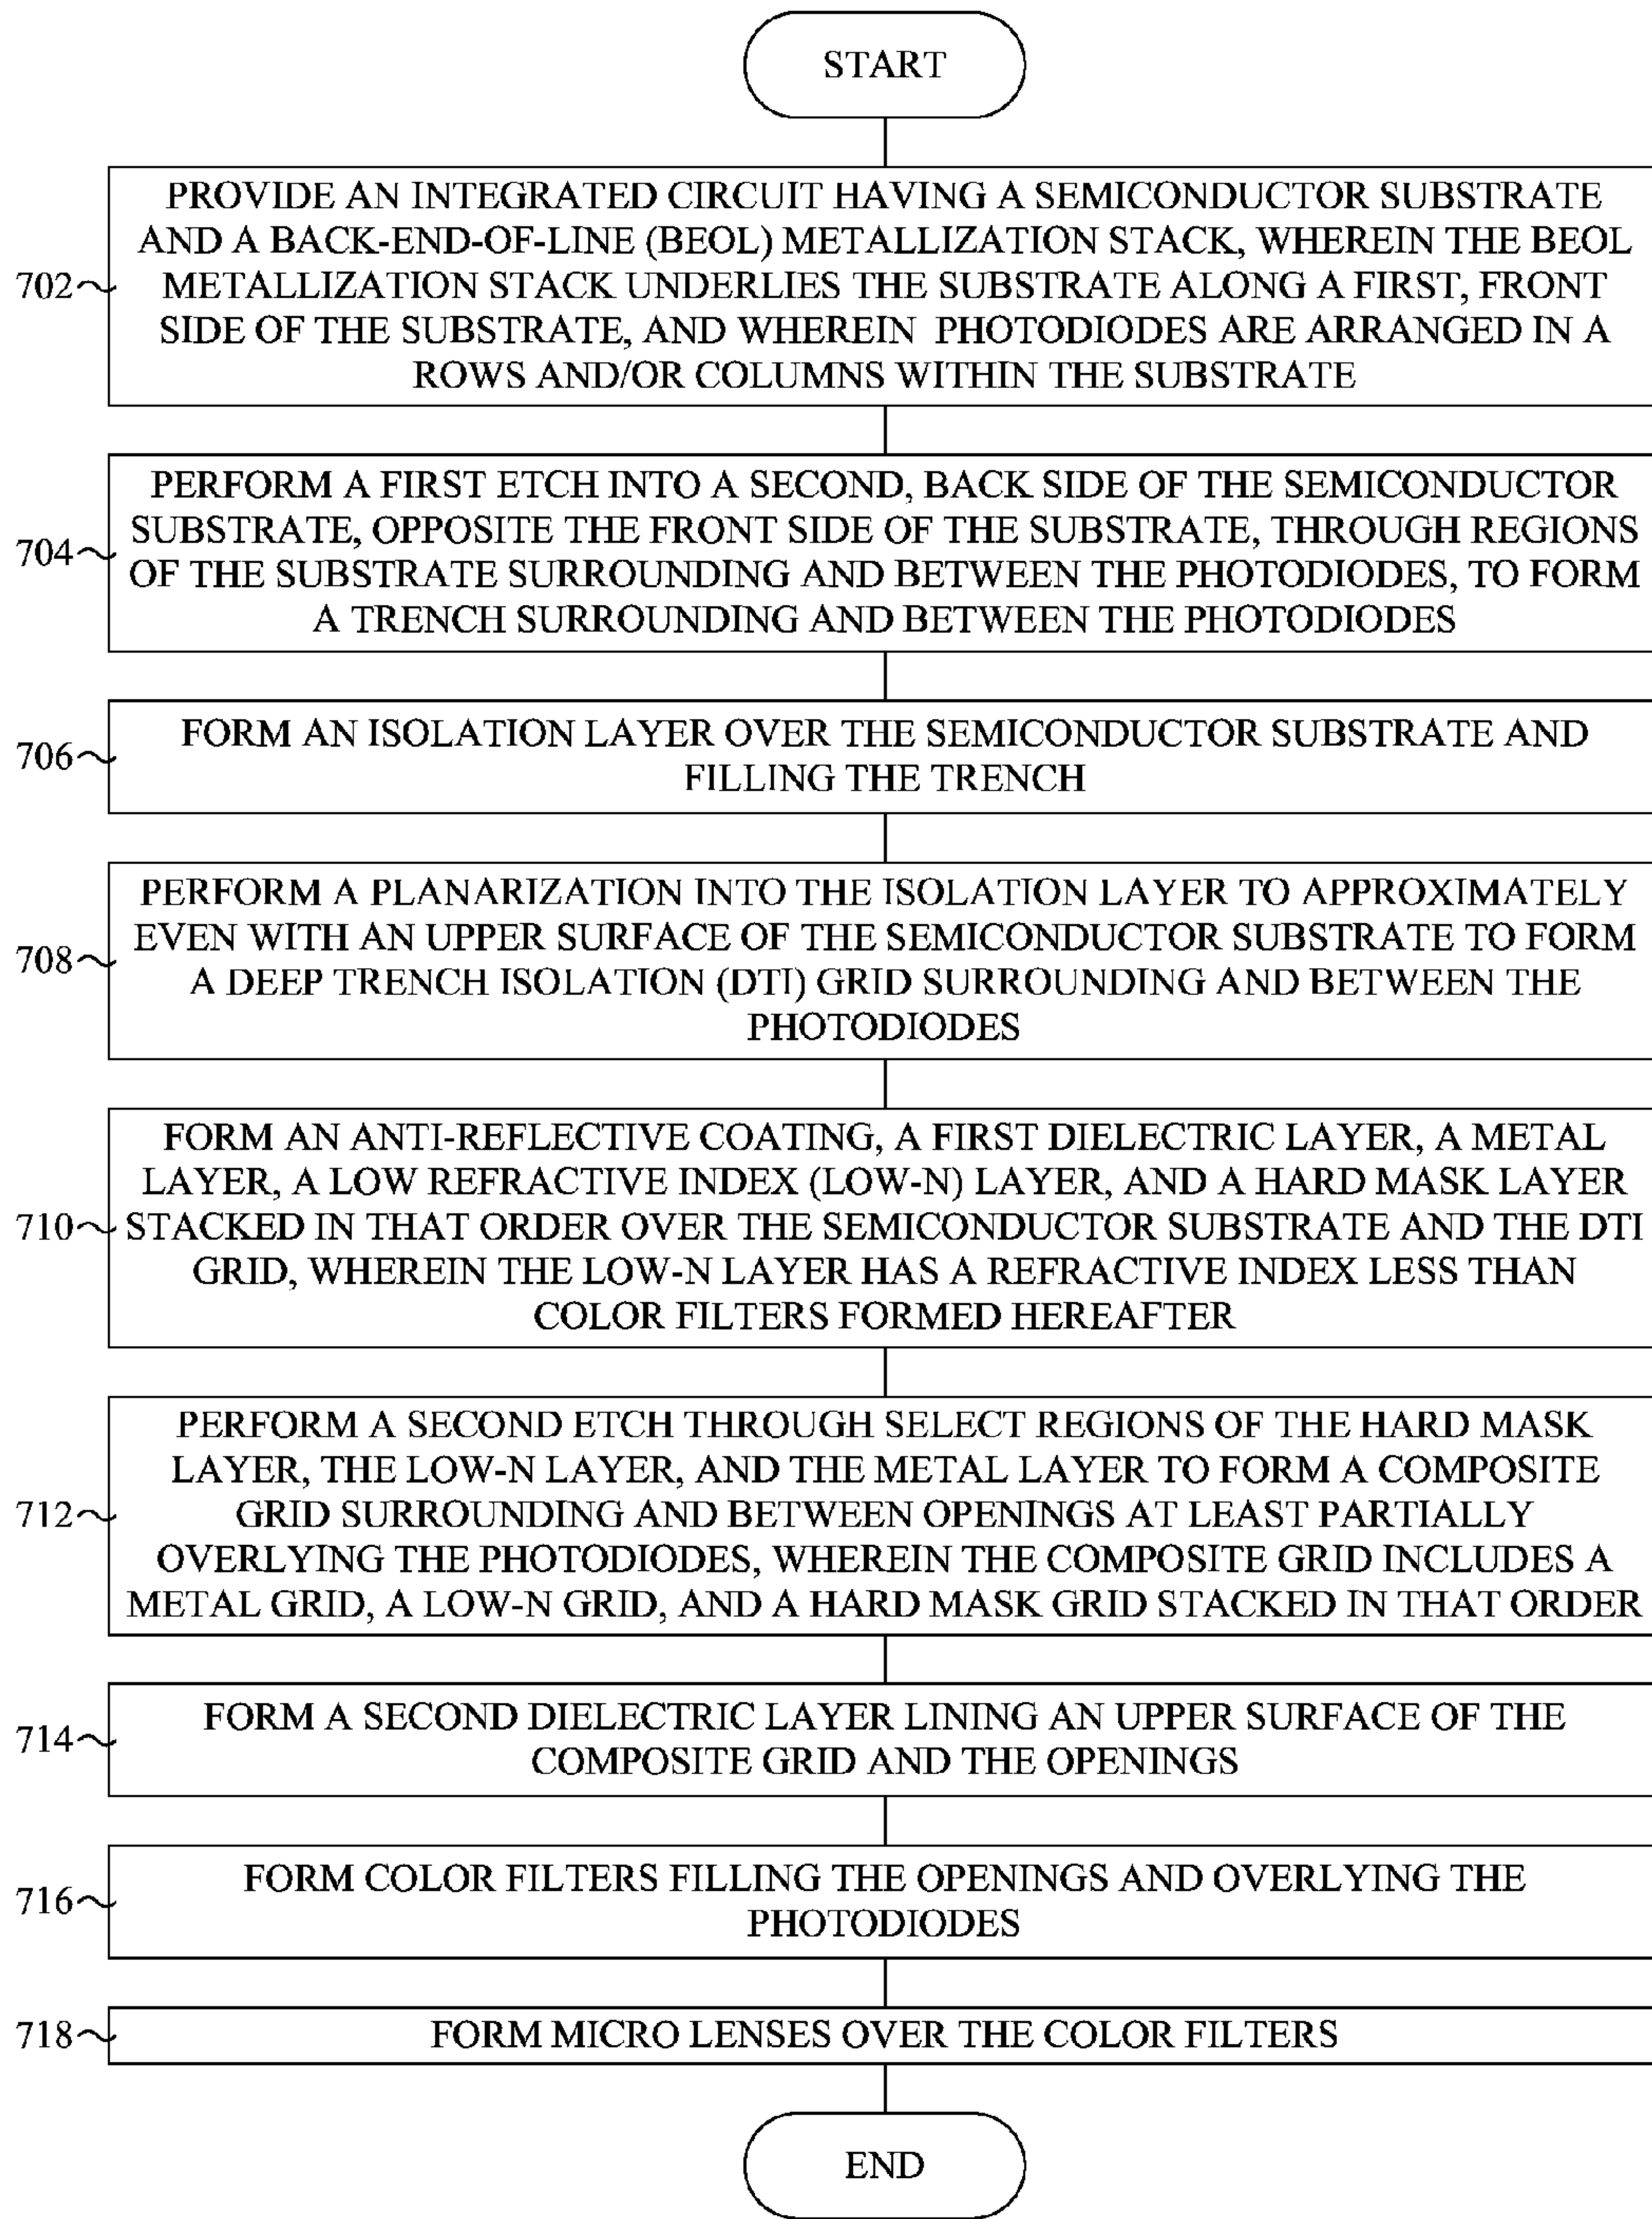 START
PROVIDE AN INTEGRATED CIRCUIT HAVING A SEMICONDUCTOR SUBSTRATE
AND A BACK-END-OF-LINE (BEOL) METALLIZATION STACK, WHEREIN THE BEOL
METALLIZATION STACK UNDERLIES THE SUBSTRATE ALONG A FIRST, FRONT
SIDE OF THE SUBSTRATE, AND WHEREIN PHOTODIODES ARE ARRANGED IN A
ROWS AND/OR COLUMNS WITHIN THE SUBSTRATE
702
PERFORM A FIRST ETCH INTO A SECOND, BACK SIDE OF THE SEMICONDUCTOR
SUBSTRATE, OPPOSITE THE FRONT SIDE OF THE SUBSTRATE, THROUGH REGIONS
OF THE SUBSTRATE SURROUNDING AND BETWEEN THE PHOTODIODES, TO FORM
A TRENCH SURROUNDING AND BETWEEN THE PHOTODIODES
704
FORM AN ISOLATION LAYER OVER THE SEMICONDUCTOR SUBSTRATE AND
FILLING THE TRENCH
706
PERFORM A PLANARIZATION INTO THE ISOLATION LAYER TO APPROXIMATELY
EVEN WITH AN UPPER SURFACE OF THE SEMICONDUCTOR SUBSTRATE TO FORM
A DEEP TRENCH ISOLATION (DTI) GRID SURROUNDING AND BETWEEN THE
PHOTODIODES
708
FORM AN ANTI-REFLECTIVE COATING, A FIRST DIELECTRIC LAYER, A METAL
LAYER, A LOW REFRACTIVE INDEX (LOW-N) LAYER, AND A HARD MASK LAYER
STACKED IN THAT ORDER OVER THE SEMICONDUCTOR SUBSTRATE AND THE DTI
GRID, WHEREIN THE LOW-N LAYER HAS A REFRACTIVE INDEX LESS THAN
COLOR FILTERS FORMED HEREAFTER
710
PERFORM A SECOND ETCH THROUGH SELECT REGIONS OF THE HARD MASK
LAYER, THE LOW-N LAYER, AND THE METAL LAYER TO FORM A COMPOSITE
GRID SURROUNDING AND BETWEEN OPENINGS AT LEAST PARTIALLY
OVERLYING THE PHOTODIODES, WHEREIN THE COMPOSITE GRID INCLUDES A
METAL GRID, A LOW-N GRID, AND A HARD MASK GRID STACKED IN THAT ORDER
712
FORM A SECOND DIELECTRIC LAYER LINING AN UPPER SURFACE OF THE
COMPOSITE GRID AND THE OPENINGS
714
FORM COLOR FILTERS FILLING THE OPENINGS AND OVERLYING THE
PHOTODIODES
716
FORM MICRO LENSES OVER THE COLOR FILTERS
718
END